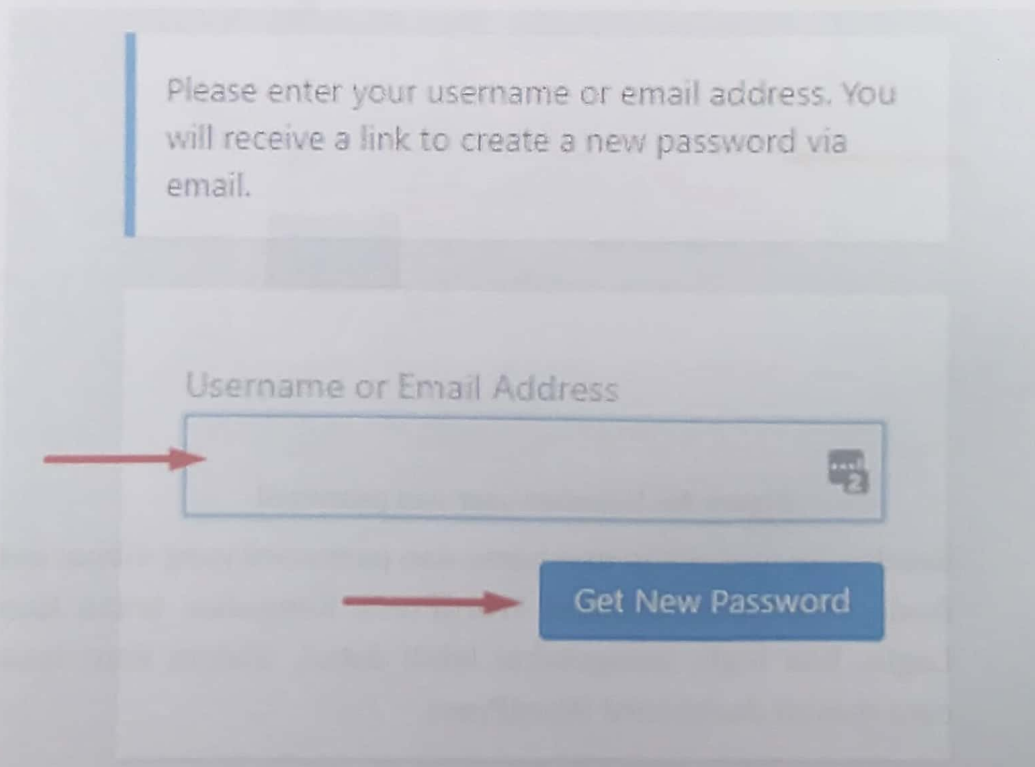 Please enter your username or email address. You
will receive a link to create a new password via
email.
Username or Email Address
2
Get New Password